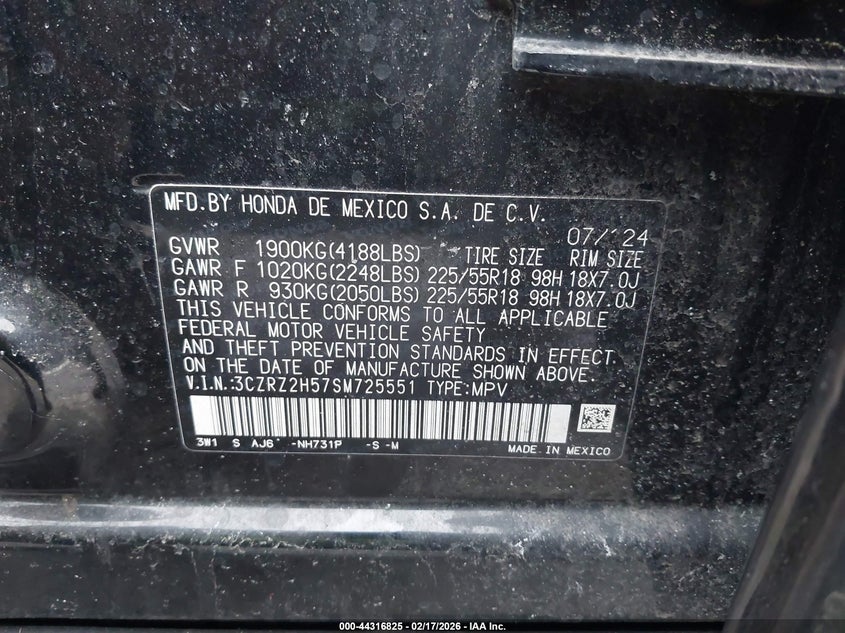 MFD.BY HONDA DE MEXICO S.A. DE C.V.
07/'24
GVWR 1900KG(4188LBS) TIRE SIZE RIM SIZE
GAWR F 1020KG(2248LBS) 225/55R18 98H 18X7.0J
GAWR R 930KG(2050LBS) 225/55R18 98H 18X7.0J
THIS VEHICLE CONFORMS TO ALL APPLICABLE
FEDERAL MOTOR VEHICLE SAFETY
AND THEFT PREVENTION STANDARDS IN EFFECT
ON THE DATE OF MANUFACTURE SHOWN ABOVE.
V.I.N.:3CZRZ2H57SM725551 TYPE:MPV
3W1 S AJ6 -NH731P -S-M MADE IN MEXICO
000-44316825 - 02/17/2026 - IAA Inc.